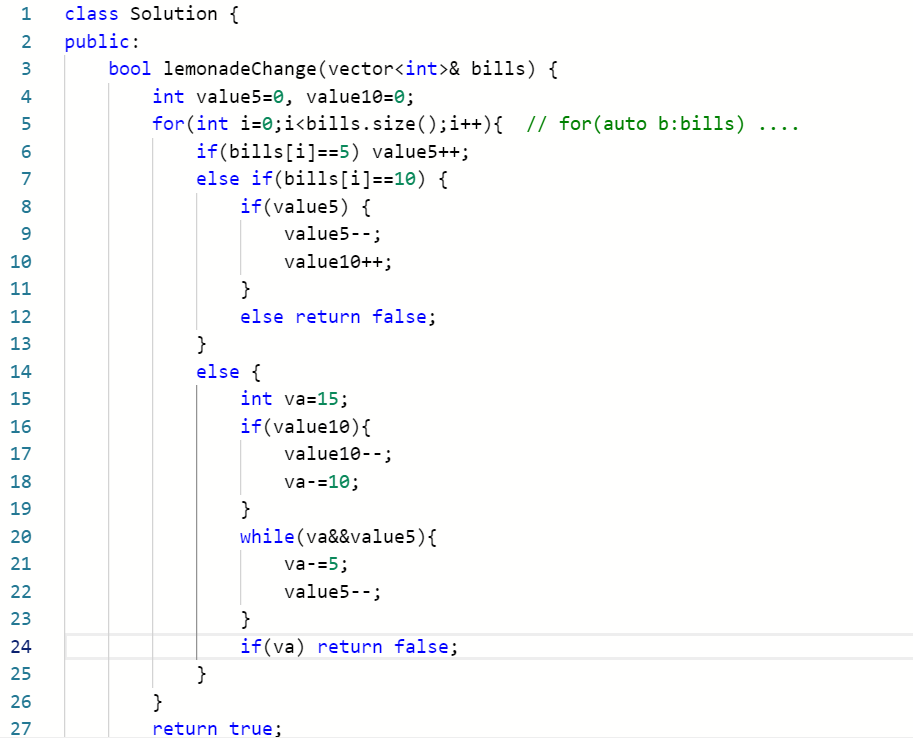 1 class Solution {
2 public:
3     bool lemonadeChange(vector<int>& bills) {
4         int value5=0, value10=0;
5         for(int i=0;i<bills.size();i++){  // for(auto b:bills) ....
6             if(bills[i]==5) value5++;
7             else if(bills[i]==10) {
8                 if(value5) {
9                     value5--;
10                     value10++;
11                 }
12                 else return false;
13             }
14             else {
15                 int va=15;
16                 if(value10){
17                     value10--;
18                     va-=10;
19                 }
20                 while(va&&value5){
21                     va-=5;
22                     value5--;
23                 }
24                 if(va) return false;
25             }
26         }
27         return true;